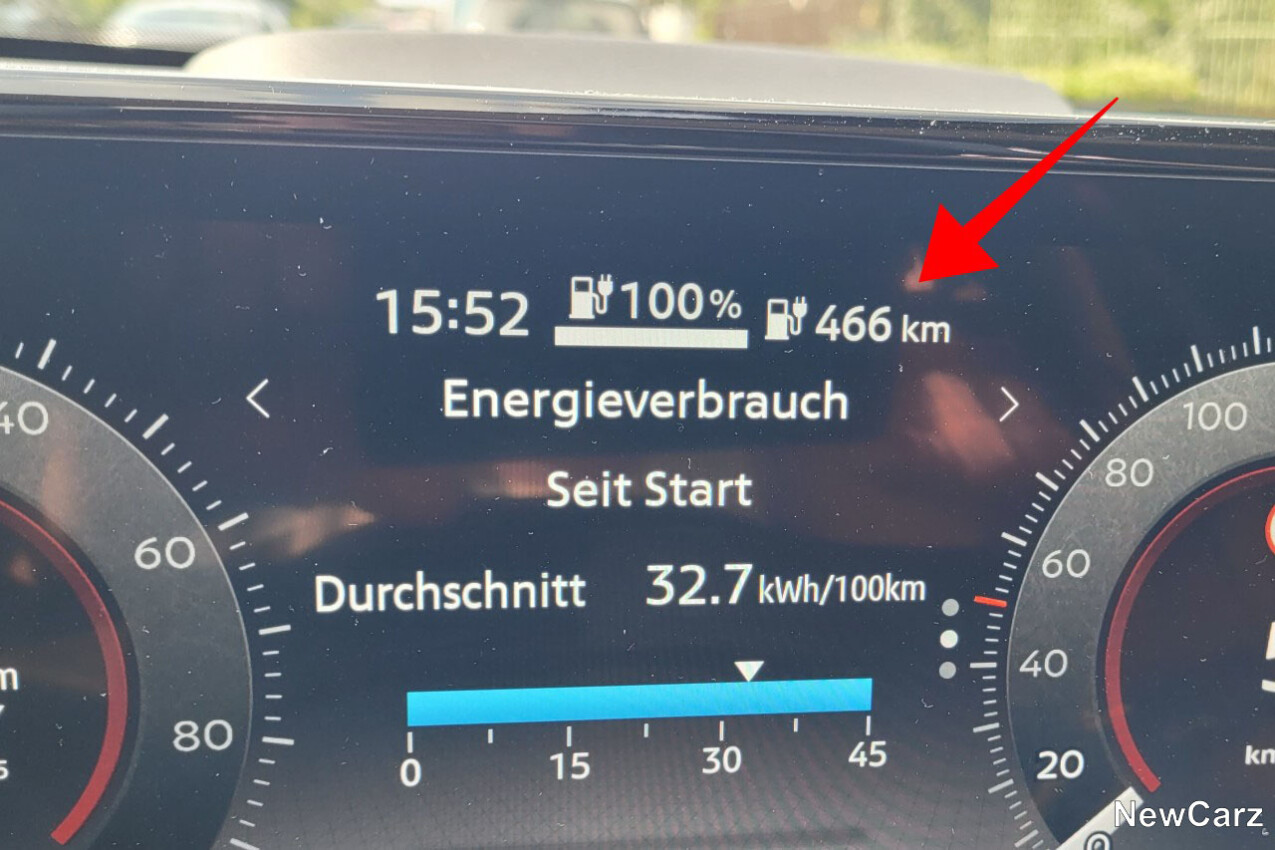 15:52 100% 466 km
Energieverbrauch
Seit Start
Durchschnitt 32.7 kWh/100km
0 15 30 45
40
60
80
100
80
60
40
20
NewCarz